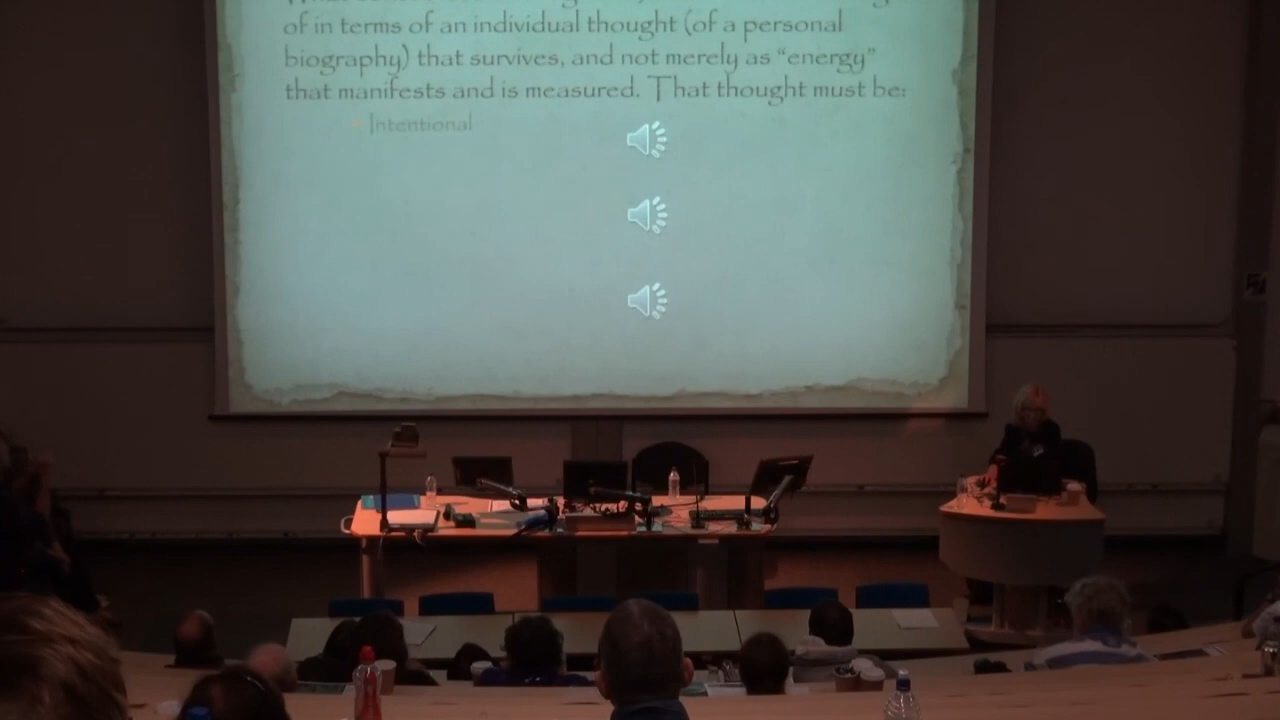 of in terms of an individual thought (of a personal
biography) that survives, and not merely as “energy”
that manifests and is measured. That thought must be:
Intentional